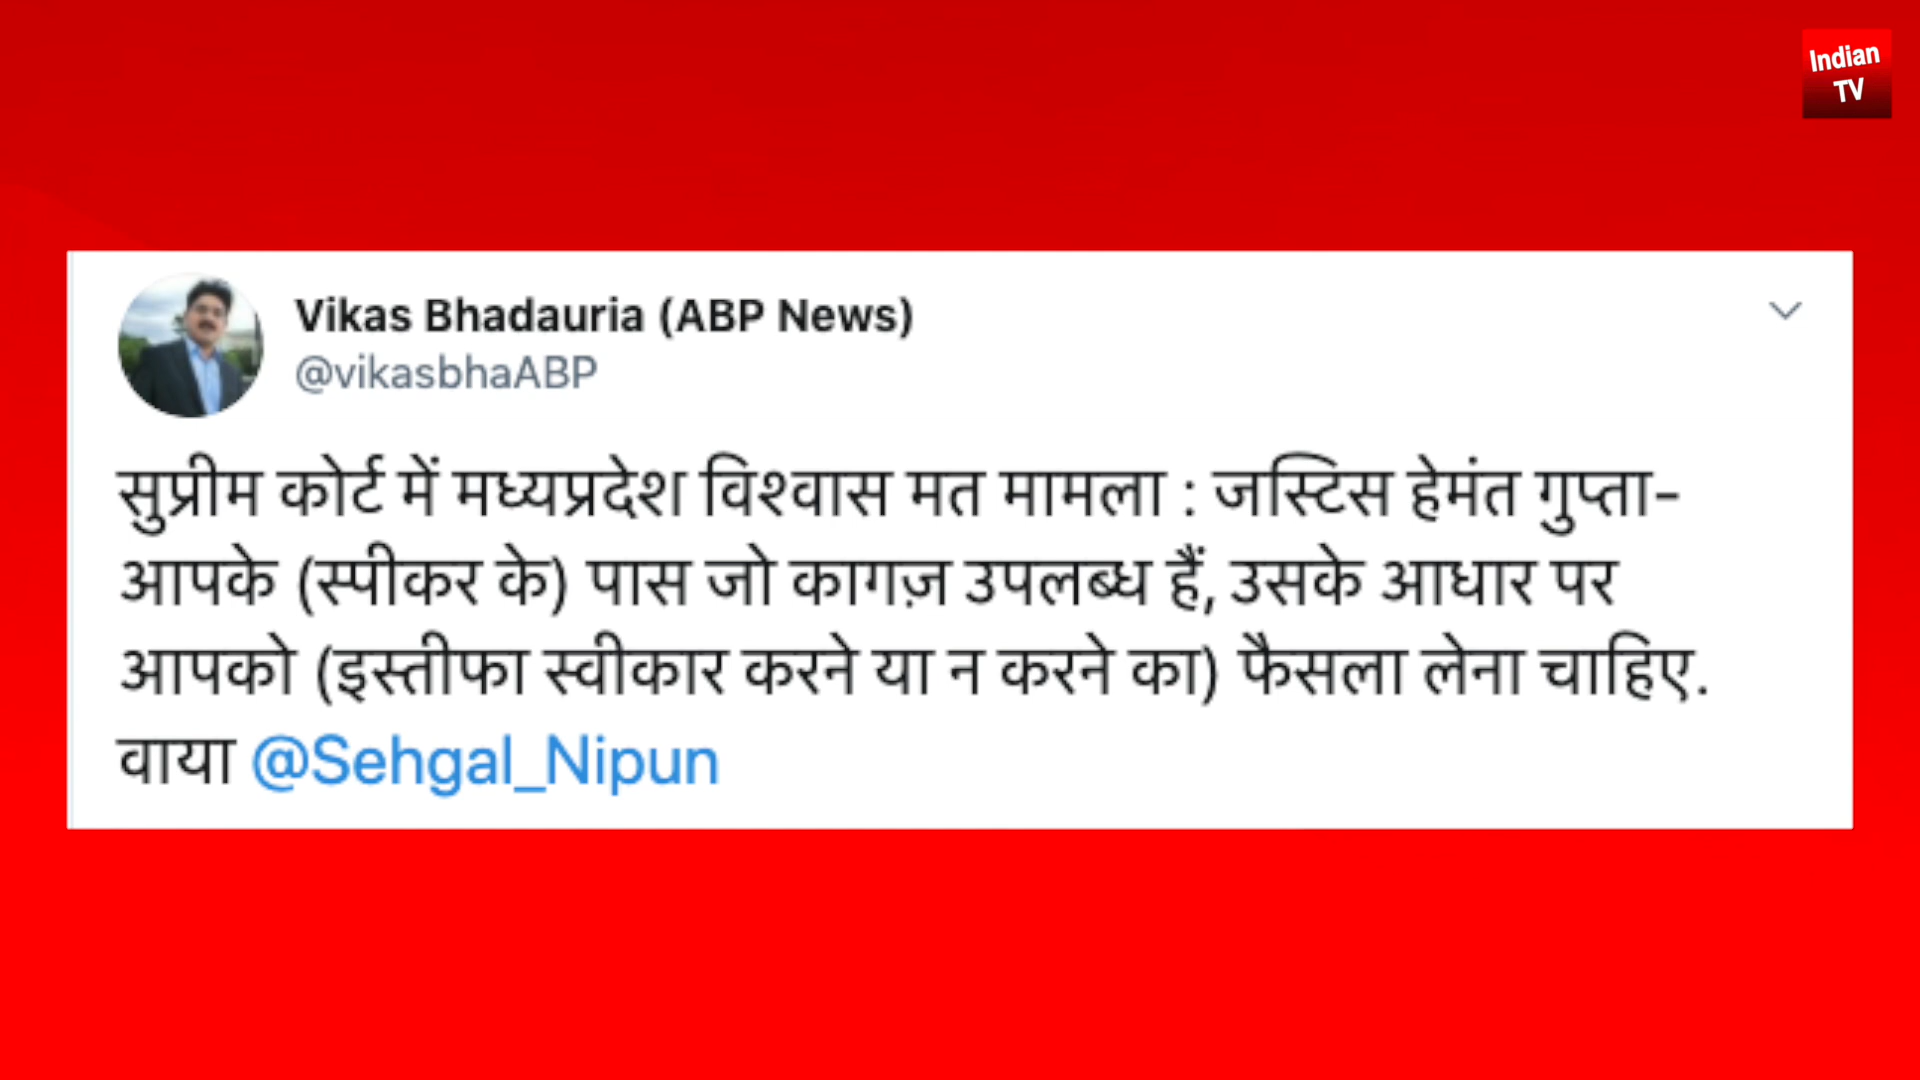 Indian
TV
Vikas Bhadauria (ABP News)
@vikasbhaABP
सुप्रीम कोर्ट में मध्यप्रदेश विश्वास मत मामला : जस्टिस हेमंत गुप्ता-
आपके (स्पीकर के) पास जो कागज़ उपलब्ध हैं, उसके आधार पर
आपको (इस्तीफा स्वीकार करने या न करने का) फैसला लेना चाहिए.
वाया @Sehgal_Nipun